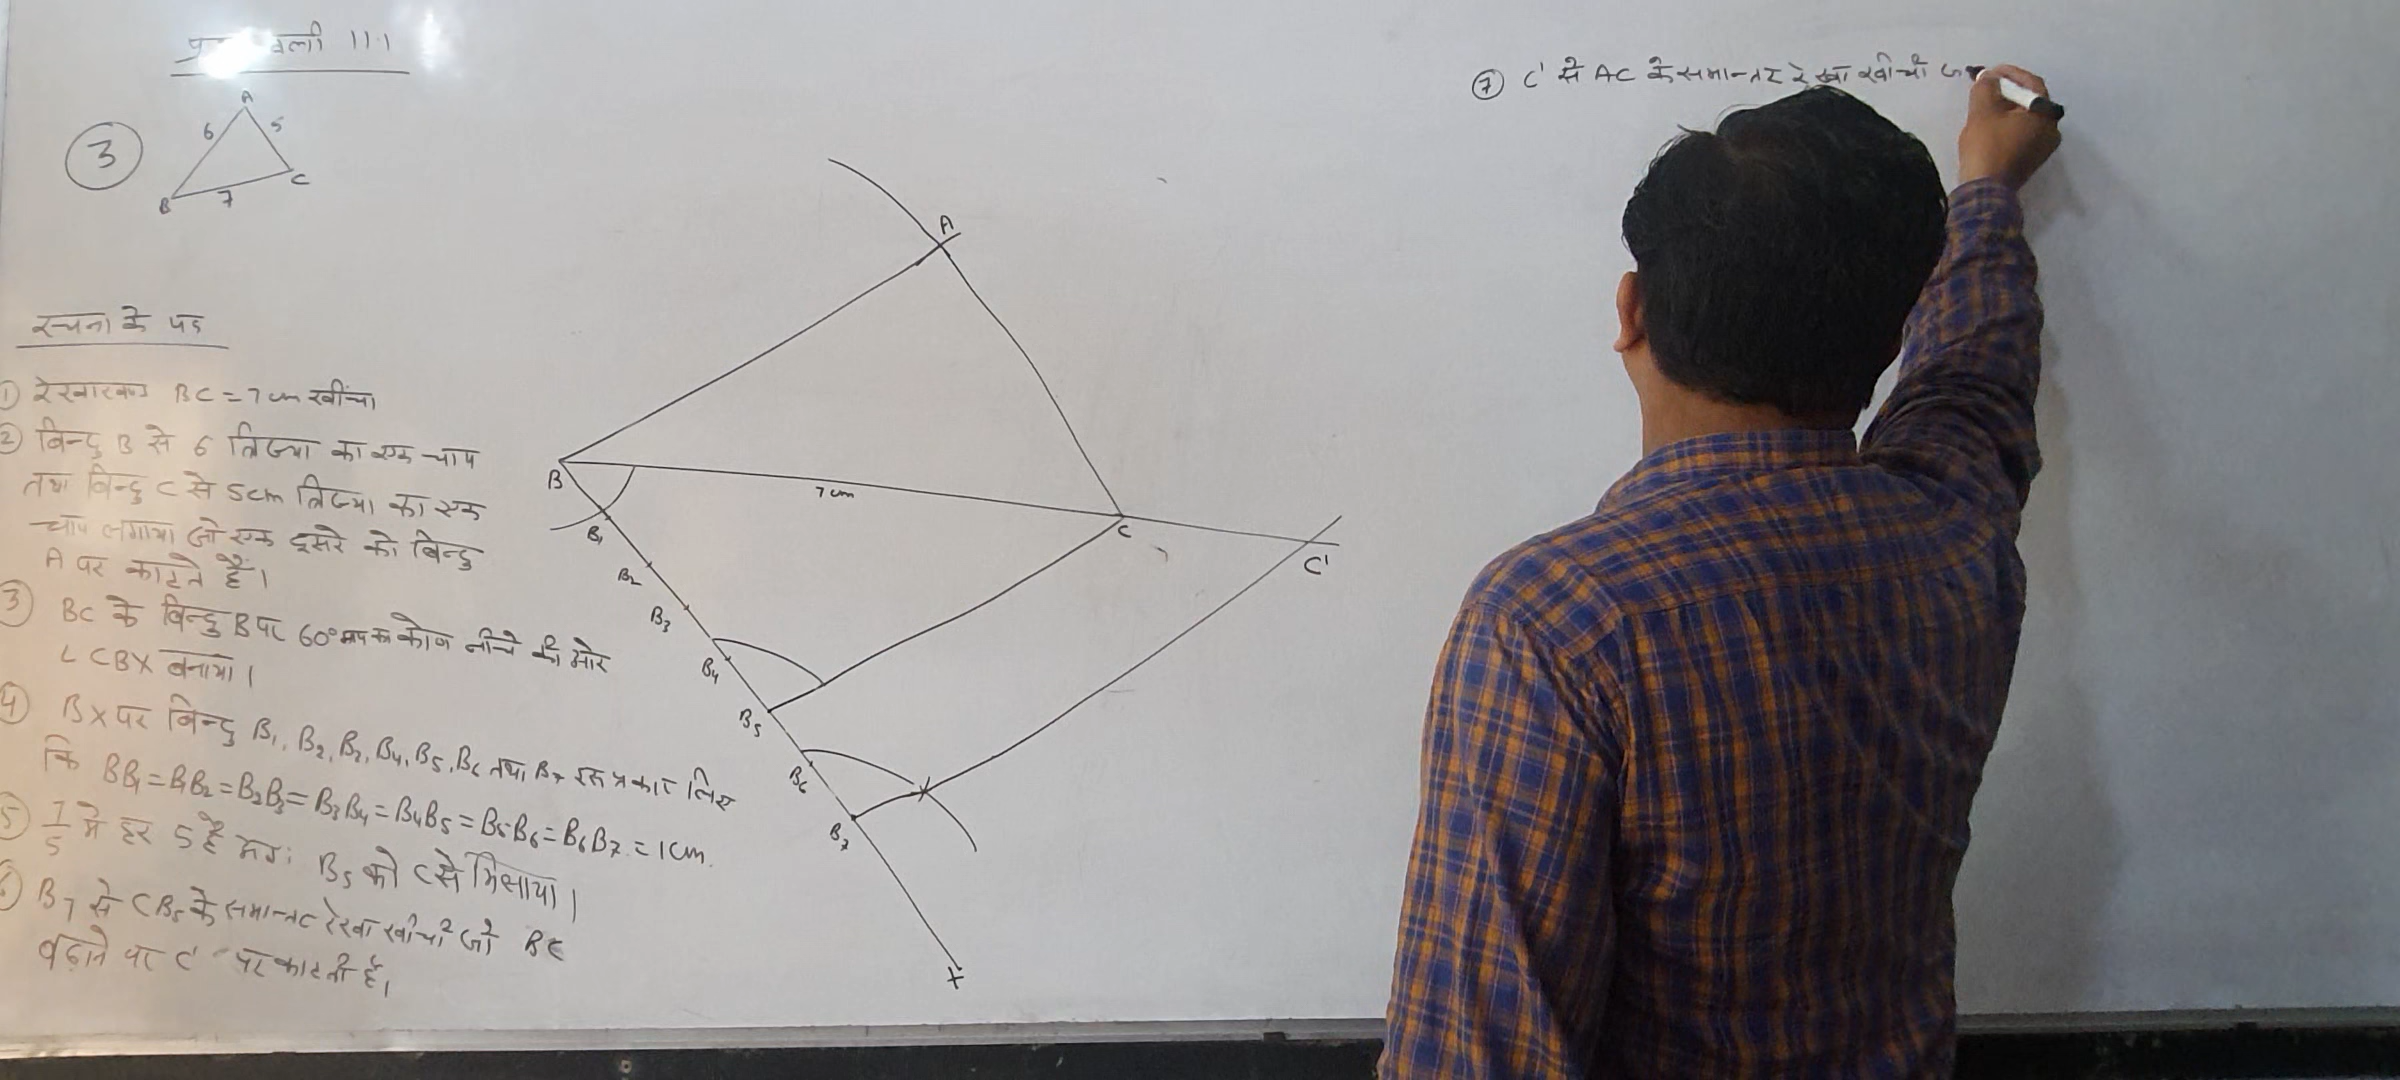 वली 11.1
3
A
6
5
B
7
C
रचना के पद
① रेखाखण्ड BC = 7 cm खींचा
② बिन्दु B से 6 त्रिज्या का एक चाप
तथा बिन्दु C से 5cm त्रिज्या का एक
चाप लगाया जो एक दूसरे को बिन्दु
A पर काटते हैं।
③ BC के बिन्दु B पर 60° माप का कोण नीचे की ओर
∠CBX बनाया।
④ BX पर बिन्दु B₁, B₂, B₃, B₄, B₅, B₆ तथा B₇ इस प्रकार लिए
कि BB₁ = B₁B₂ = B₂B₃ = B₃B₄ = B₄B₅ = B₅B₆ = B₆B₇ = 1cm.
⑤ 7/5 मे हर 5 है अतः B₅ को C से मिलाया।
⑥ B₇ से CB₅ के समान्तर रेखा खींची जो BC
बढ़ाने पर C' पर काटती है।
A
B
7 cm
C
C'
B₁
B₂
B₃
B₄
B₅
B₆
B₇
X
⑦ C' से AC के समान्तर रेखा खींची